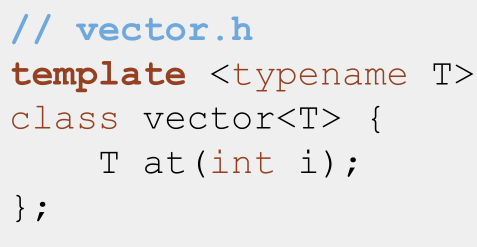 // vector.h
template <typename T>
class vector<T> {
    T at(int i);
};